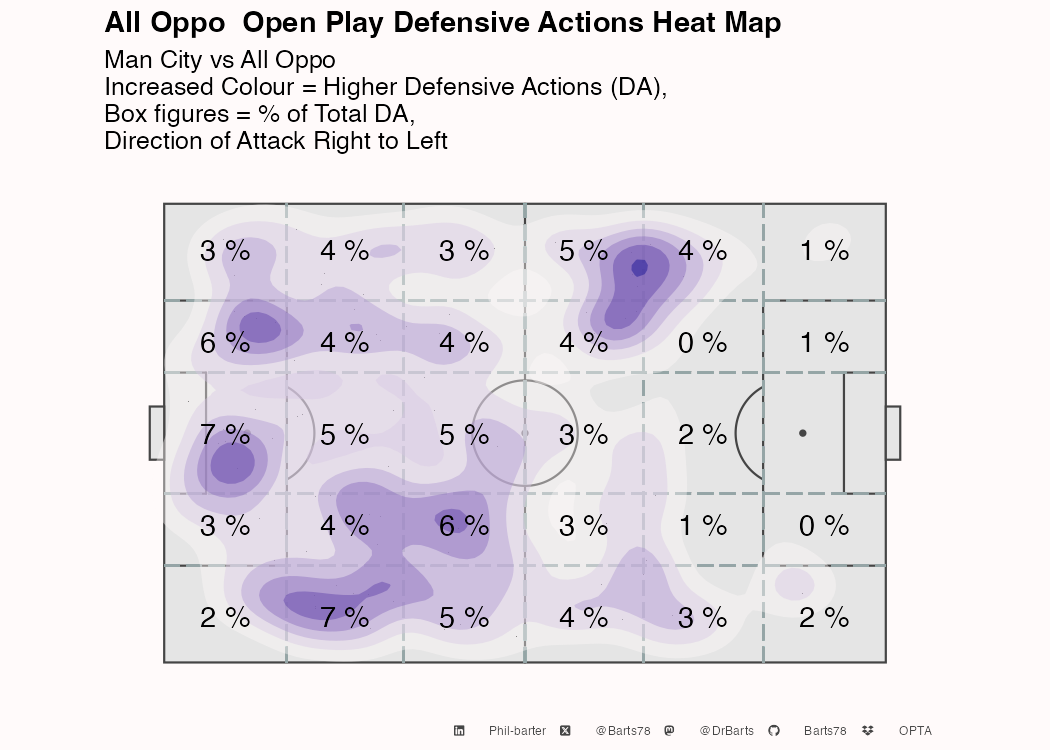 All Oppo  Open Play Defensive Actions Heat Map
Man City vs All Oppo
Increased Colour = Higher Defensive Actions (DA),
Box figures = % of Total DA,
Direction of Attack Right to Left
3 % 4 % 3 % 5 % 4 % 1 %
6 % 4 % 4 % 4 % 0 % 1 %
7 % 5 % 5 % 3 % 2 %
3 % 4 % 6 % 3 % 1 % 0 %
2 % 7 % 5 % 4 % 3 % 2 %
Phil-barter @Barts78 @DrBarts Barts78 OPTA